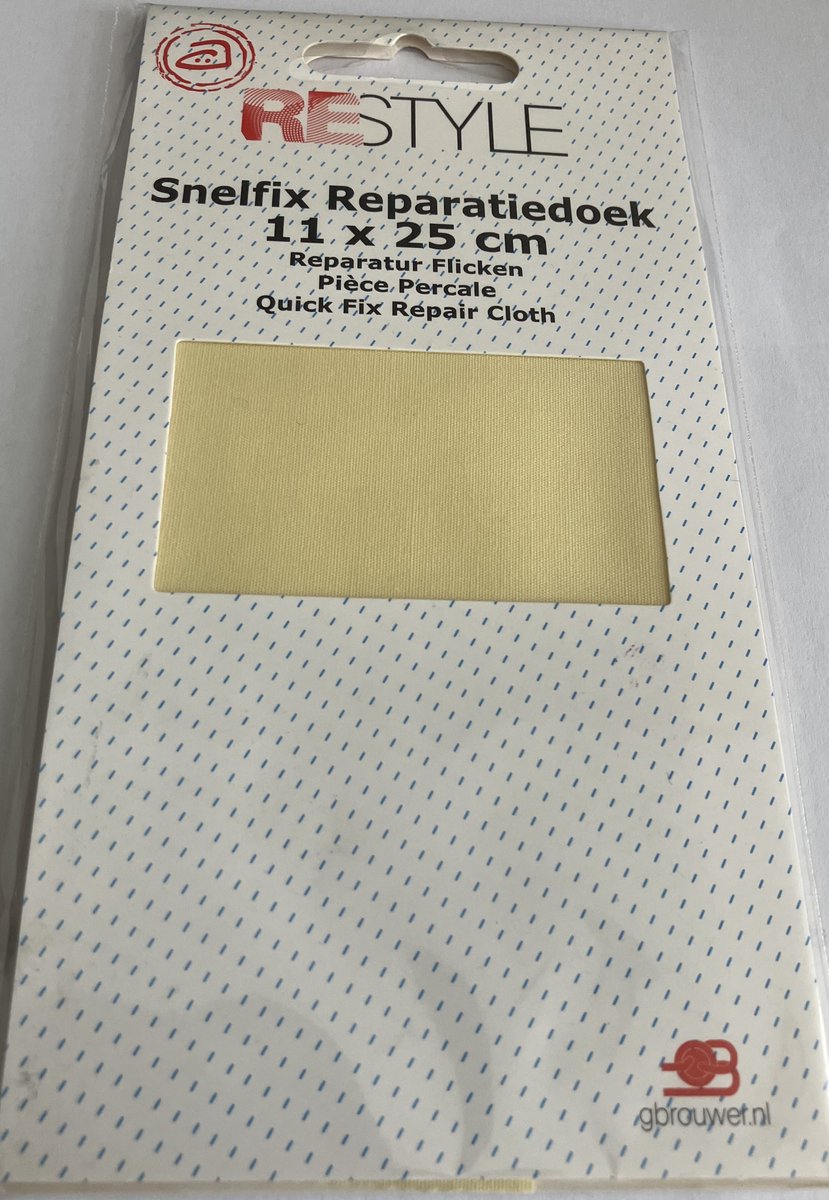 RESTYLE
Snelfix Reparatiedoek
11 x 25 cm
Reparatur Flicken
Pièce Percale
Quick Fix Repair Cloth
gbrouwer.nl